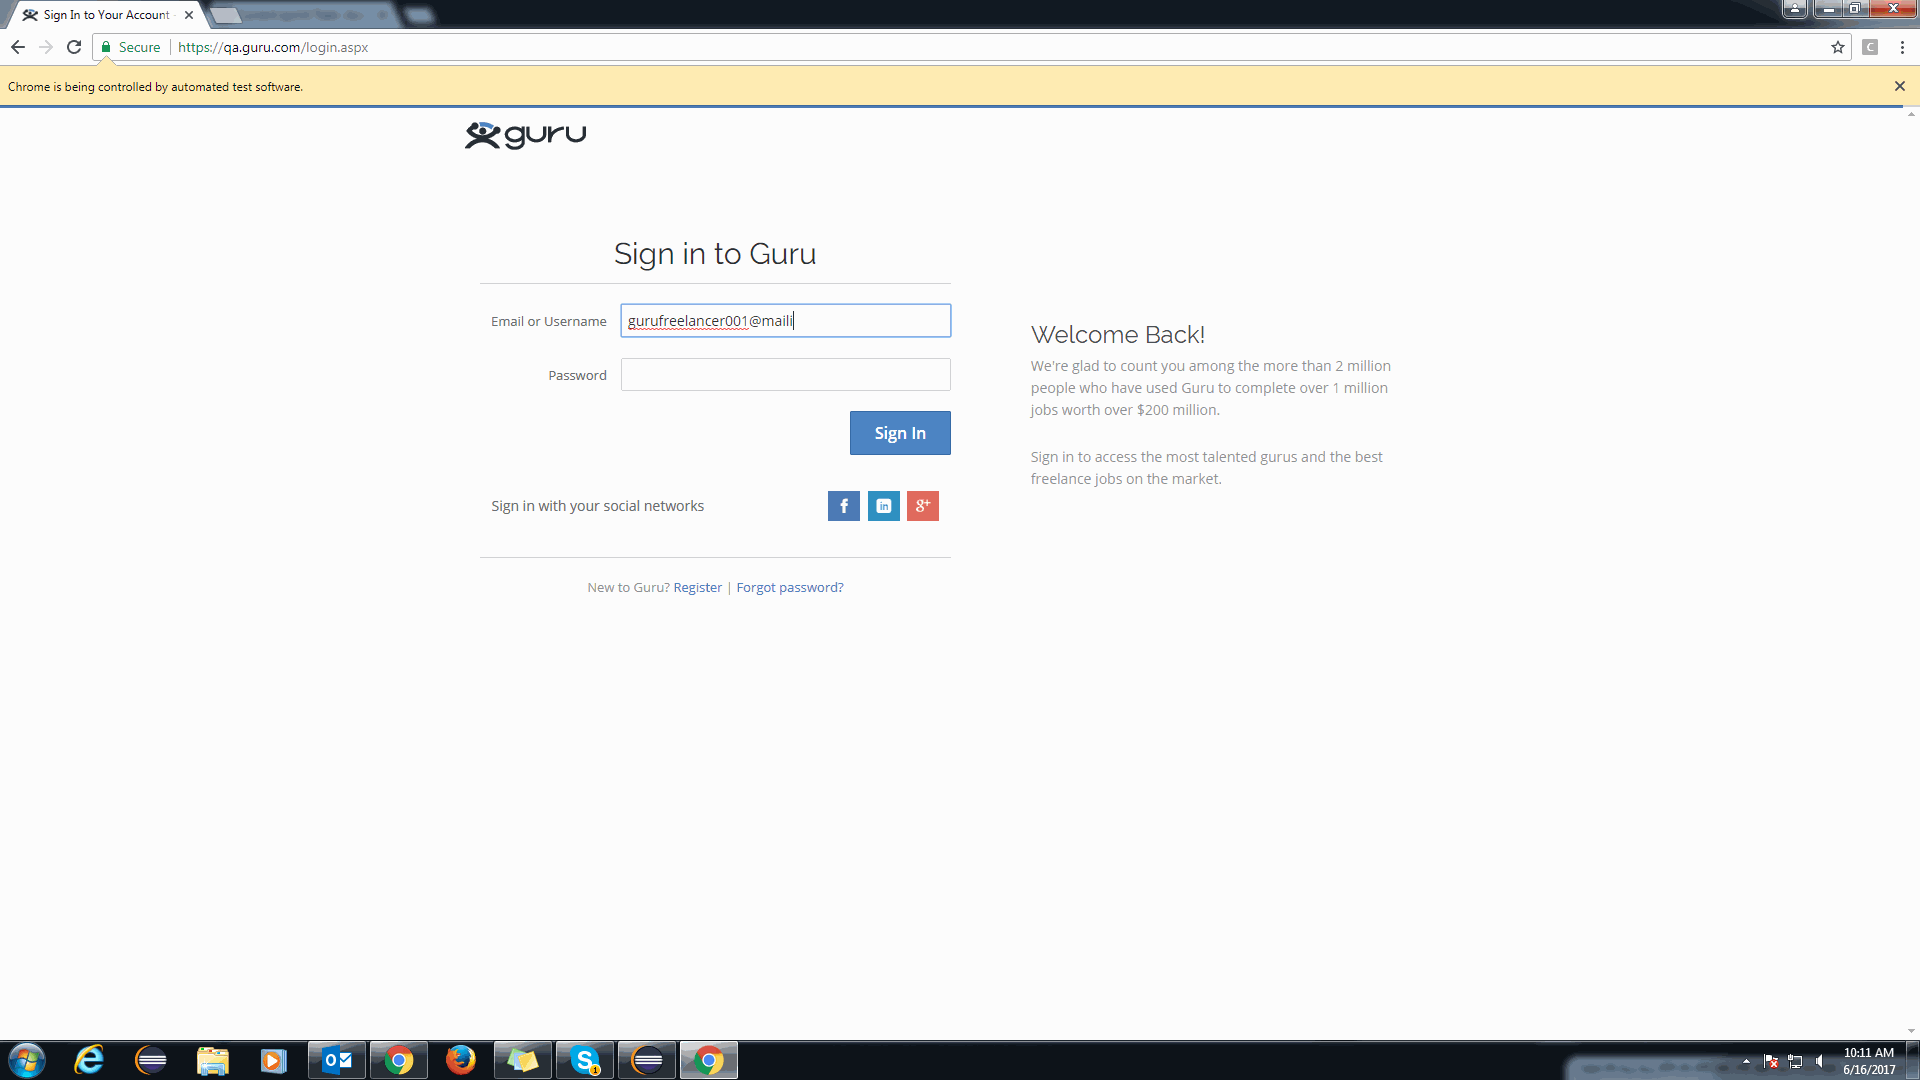 Sign In to Your Account
Secure
https://qa.guru.com/login.aspx
C
Chrome is being controlled by automated test software.
guru
Sign in to Guru
Email or Username
gurufreelancer001@maili
Password
Sign In
Welcome Back!
We're glad to count you among the more than 2 million
people who have used Guru to complete over 1 million
jobs worth over $200 million.
Sign in to access the most talented gurus and the best
freelance jobs on the market.
Sign in with your social networks
f
in
g+
New to Guru? Register | Forgot password?
10:11 AM
6/16/2017